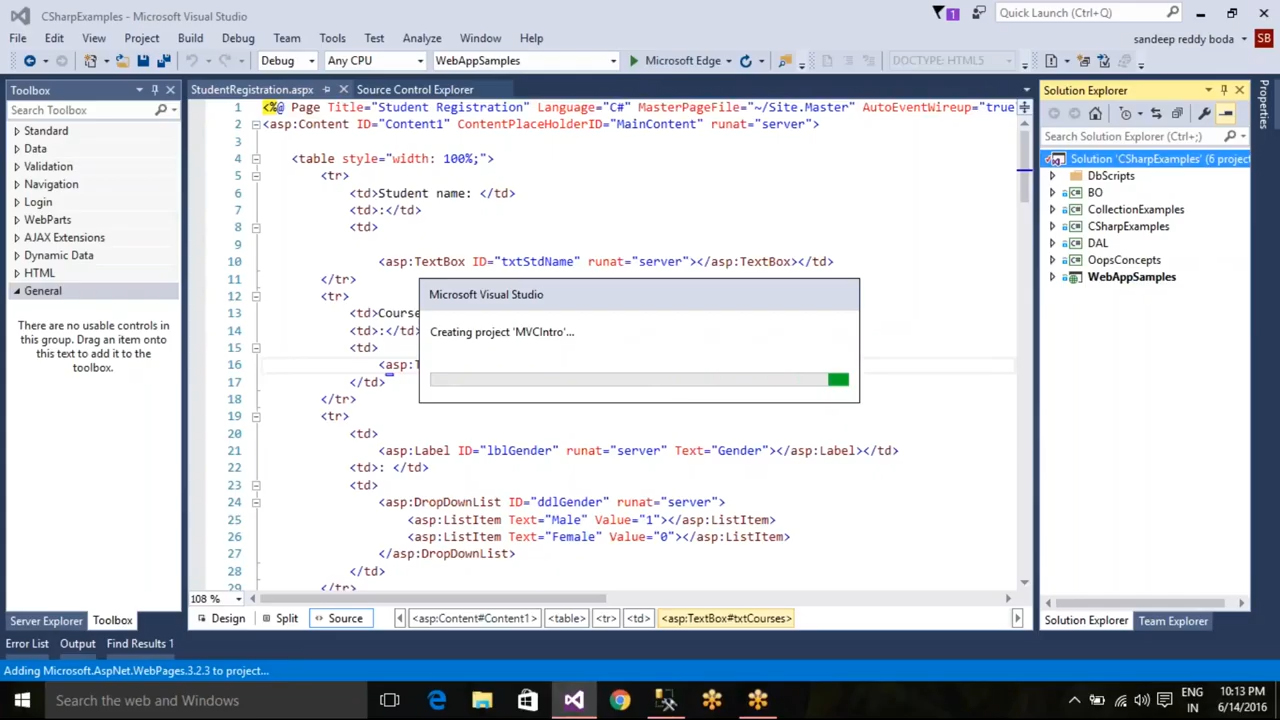 CSharpExamples - Microsoft Visual Studio
1
Quick Launch (Ctrl+Q)
File Edit View Project Build Debug Team Tools Test Analyze Window Help
sandeep reddy boda SB
Debug Any CPU WebAppSamples Microsoft Edge DOCTYPE: HTML5
Toolbox
Search Toolbox
Standard
Data
Validation
Navigation
Login
WebParts
AJAX Extensions
Dynamic Data
HTML
General
There are no usable controls in
this group. Drag an item onto
this text to add it to the
toolbox.
Server Explorer Toolbox
StudentRegistration.aspx Source Control Explorer
1 <%@ Page Title="Student Registration" Language="C#" MasterPageFile="~/Site.Master" AutoEventWireup="true
2 <asp:Content ID="Content1" ContentPlaceHolderID="MainContent" runat="server">
3
4 <table style="width: 100%;">
5 <tr>
6 <td>Student name: </td>
7 <td>:</td>
8 <td>
9
10 <asp:TextBox ID="txtStdName" runat="server"></asp:TextBox></td>
11 </tr>
12 <tr>
13 <td>Course
14 <td>:</td>
15 <td>
16 <asp:T
17 </td>
18 </tr>
19 <tr>
20 <td>
21 <asp:Label ID="lblGender" runat="server" Text="Gender"></asp:Label></td>
22 <td>: </td>
23 <td>
24 <asp:DropDownList ID="ddlGender" runat="server">
25 <asp:ListItem Text="Male" Value="1"></asp:ListItem>
26 <asp:ListItem Text="Female" Value="0"></asp:ListItem>
27 </asp:DropDownList>
28 </td>
29 </tr>
Microsoft Visual Studio
Creating project 'MVCIntro'...
108 %
Design Split Source <asp:Content#Content1> <table> <tr> <td> <asp:TextBox#txtCourses>
Solution Explorer
Search Solution Explorer (Ctrl+;)
Solution 'CSharpExamples' (6 project
DbScripts
BO
CollectionExamples
CSharpExamples
DAL
OopsConcepts
WebAppSamples
Solution Explorer Team Explorer
Properties
Error List Output Find Results 1
Adding Microsoft.AspNet.WebPages.3.2.3 to project...
Search the web and Windows
ENG
IN
10:13 PM
6/14/2016